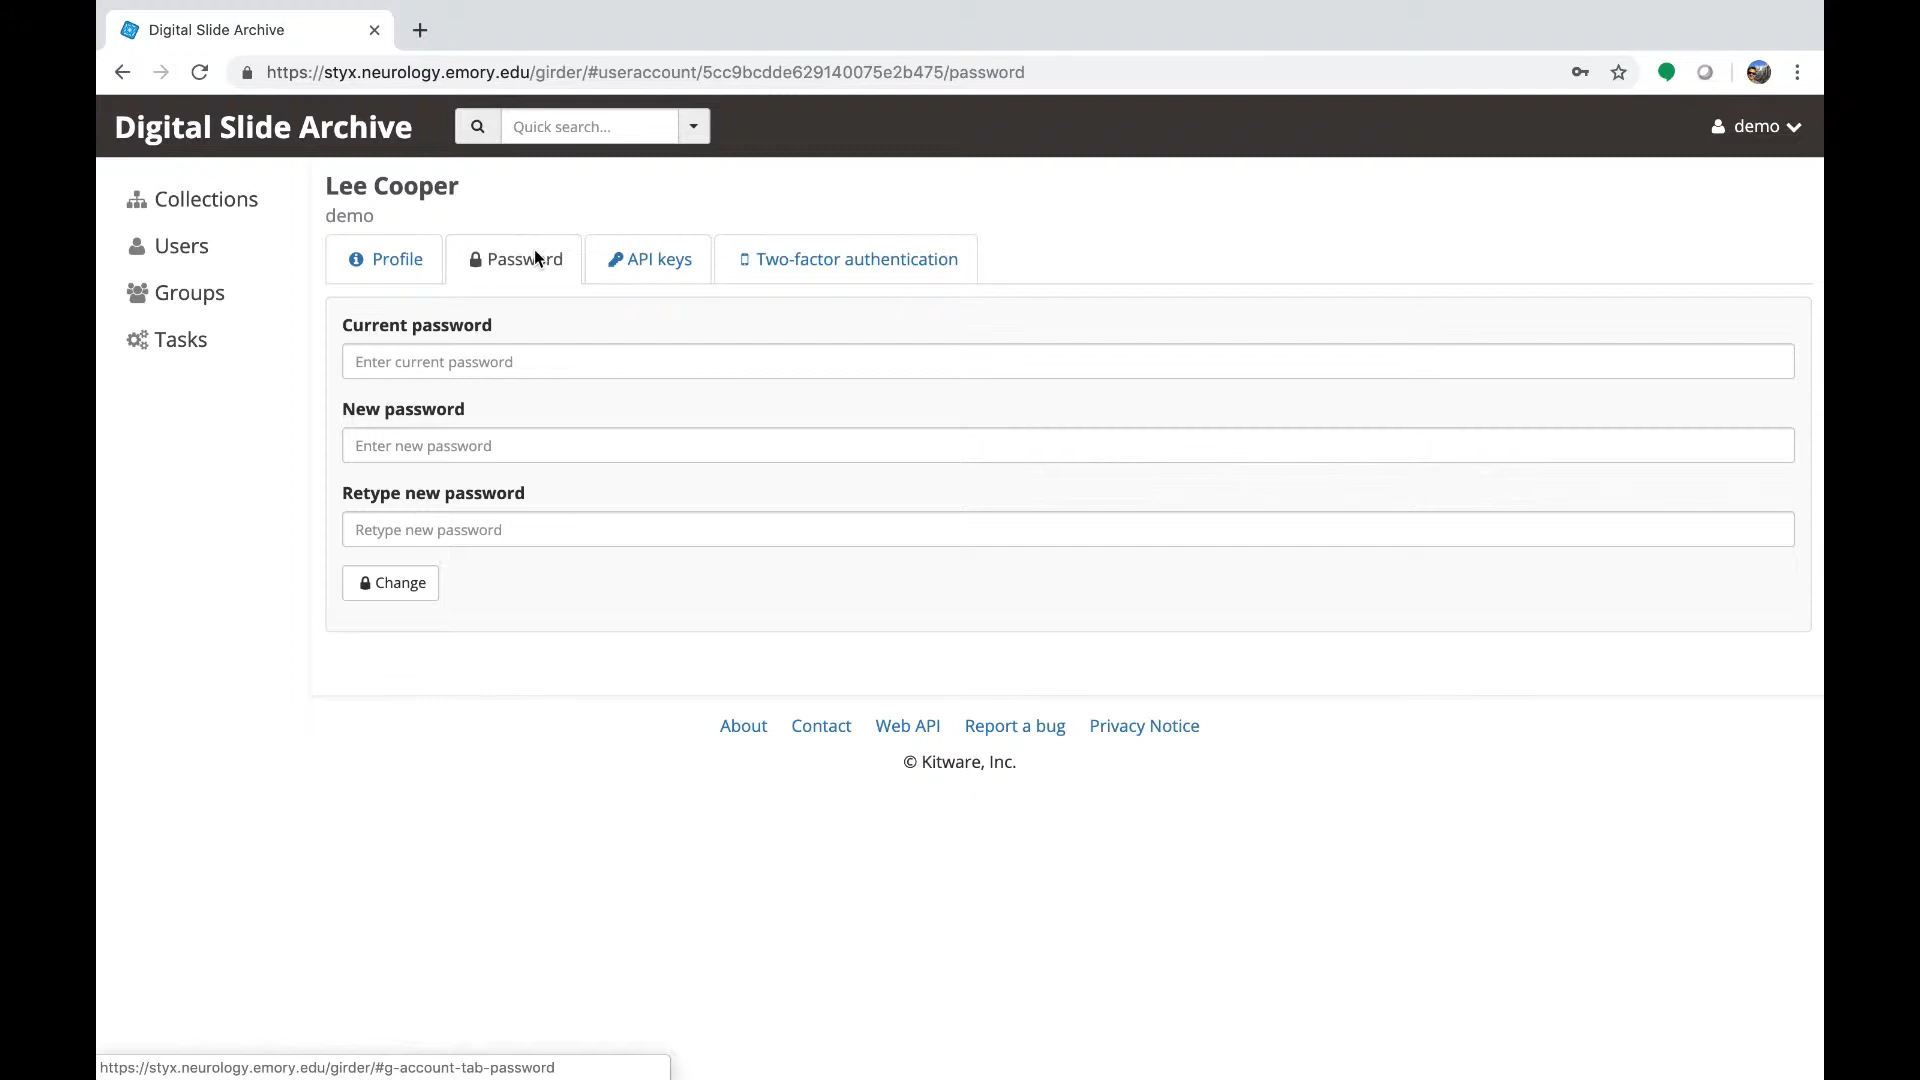 Digital Slide Archive
https://styx.neurology.emory.edu/girder/#useraccount/5cc9bcdde629140075e2b475/password
Digital Slide Archive
Quick search...
demo
Collections
Users
Groups
Tasks
Lee Cooper
demo
Profile
Password
API keys
Two-factor authentication
Current password
Enter current password
New password
Enter new password
Retype new password
Retype new password
Change
About
Contact
Web API
Report a bug
Privacy Notice
© Kitware, Inc.
https://styx.neurology.emory.edu/girder/#g-account-tab-password